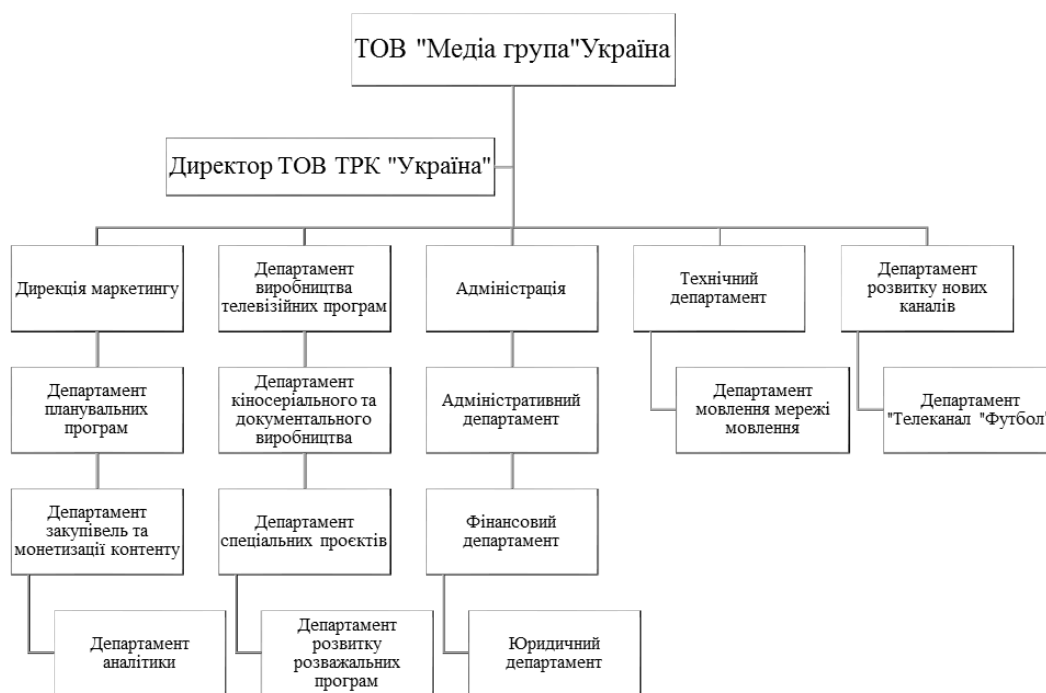 ТОВ "Медіа група"Україна
Директор ТОВ ТРК "Україна"
Дирекція маркетингу
Департамент
виробництва
телевізійних програм
Адміністрація
Технічний
департамент
Департамент
розвитку нових
каналів
Департамент
планувальних
програм
Департамент
кіносеріального та
документального
виробництва
Адміністративний
департамент
Департамент
мовлення мережі
мовлення
Департамент
"Телеканал "Футбол"
Департамент
закупівель та
монетизації контенту
Департамент
спеціальних проєктів
Фінансовий
департамент
Департамент
аналітики
Департамент
розвитку
розважальних
програм
Юридичний
департамент